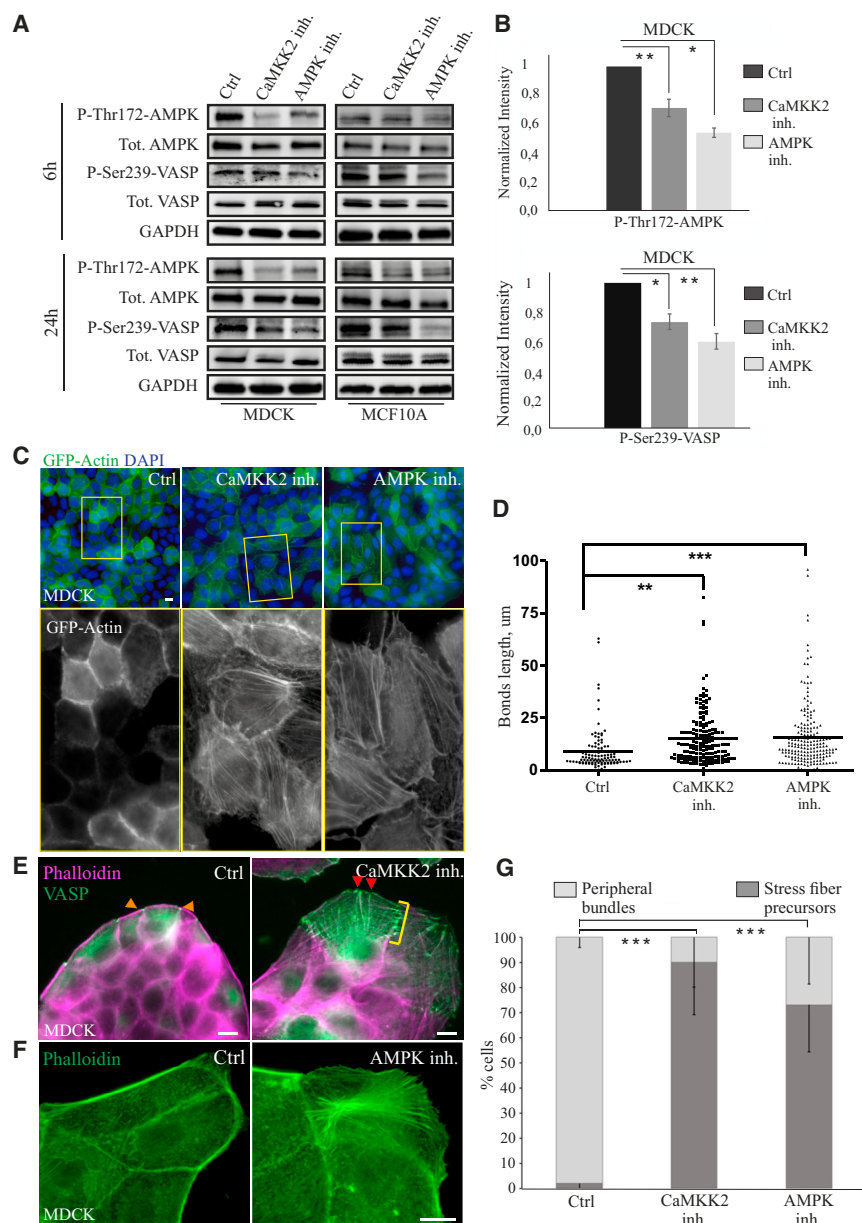 A
Ctrl
CaMKK2 inh.
AMPK inh.
Ctrl
CaMKK2 inh.
AMPK inh.
6h
P-Thr172-AMPK
Tot. AMPK
P-Ser239-VASP
Tot. VASP
GAPDH
24h
P-Thr172-AMPK
Tot. AMPK
P-Ser239-VASP
Tot. VASP
GAPDH
MDCK
MCF10A
B
MDCK
** *
Normalized Intensity
1
0,8
0,6
0,4
0,2
0,0
P-Thr172-AMPK
Ctrl
CaMKK2
inh.
AMPK
inh.
MDCK
* **
Normalized Intensity
1
0,8
0,6
0,4
0,2
0,0
P-Ser239-VASP
Ctrl
CaMKK2
inh.
AMPK
inh.
C
GFP-Actin DAPI
Ctrl
CaMKK2 inh.
AMPK inh.
MDCK
GFP-Actin
D
***
**
Bonds length, um
100
75
50
25
0
Ctrl
CaMKK2
inh.
AMPK
inh.
E
Phalloidin
VASP
Ctrl
CaMKK2 inh.
MDCK
F
Phalloidin
Ctrl
AMPK inh.
MDCK
G
Peripheral
bundles
Stress fiber
precursors
***
***
% cells
100
90
80
70
60
50
40
30
20
10
0
Ctrl
CaMKK2
inh.
AMPK
inh.